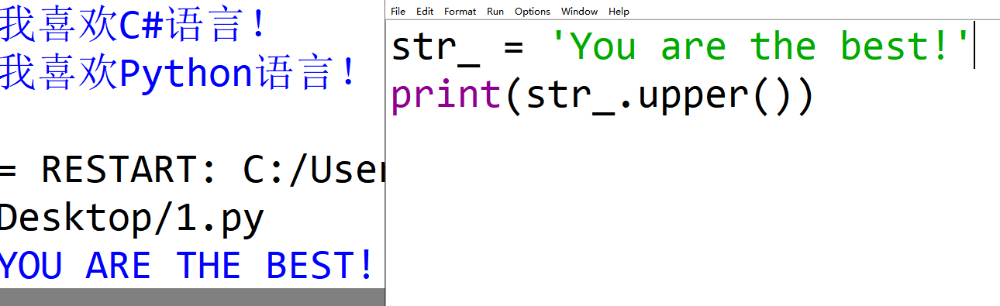 我喜欢C#语言！
我喜欢Python语言！
= RESTART: C:/User
Desktop/1.py
YOU ARE THE BEST!
File Edit Format Run Options Window Help
str_ = 'You are the best!'
print(str_.upper())